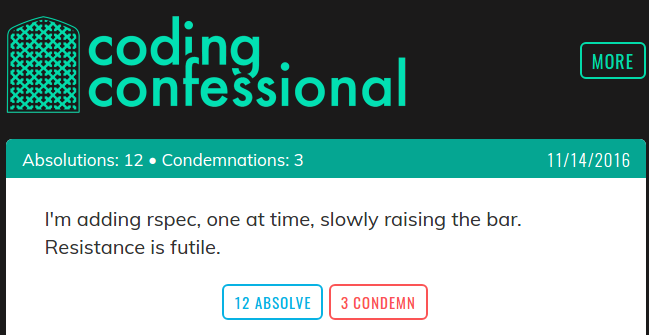 coding
confessional
MORE
Absolutions: 12 • Condemnations: 3
11/14/2016
I'm adding rspec, one at time, slowly raising the bar.
Resistance is futile.
12 ABSOLVE
3 CONDEMN